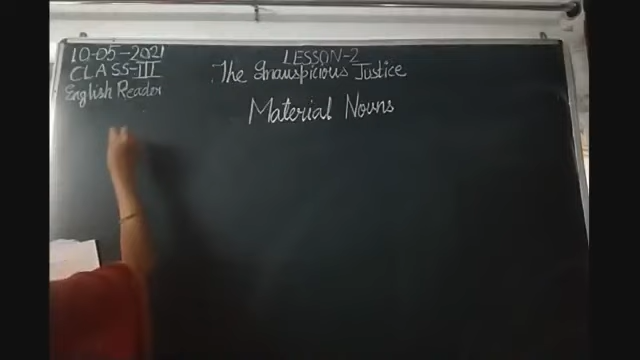 10-05-2021
CLASS-III
English Reader
LESSON-2
The Inauspicious Justice
Material Nouns